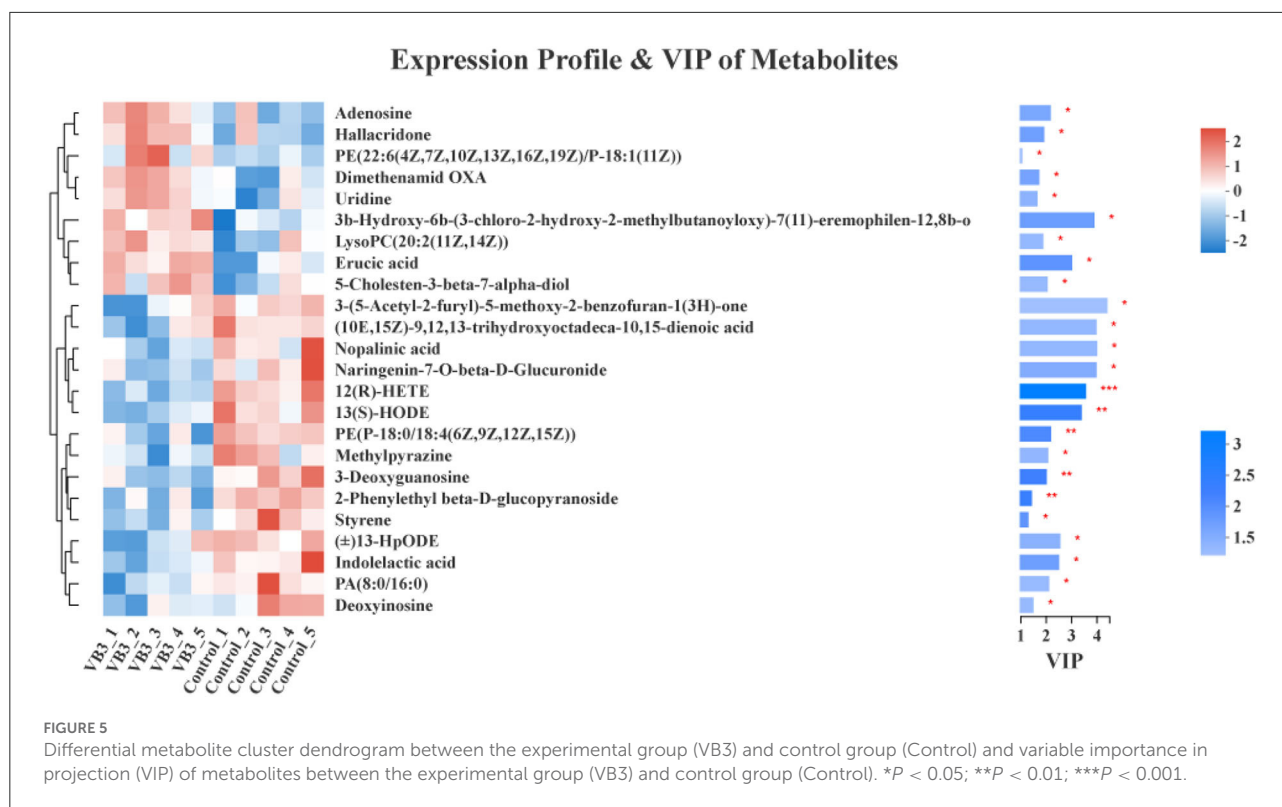 Expression Profile & VIP of Metabolites
Adenosine *
Hallacridone *
PE(22:6(4Z,7Z,10Z,13Z,16Z,19Z)/P-18:1(11Z)) *
Dimethenamid OXA *
Uridine *
3b-Hydroxy-6b-(3-chloro-2-hydroxy-2-methylbutanoyloxy)-7(11)-eremophilen-12,8b-o *
LysoPC(20:2(11Z,14Z)) *
Erucic acid *
5-Cholesten-3-beta-7-alpha-diol *
3-(5-Acetyl-2-furyl)-5-methoxy-2-benzofuran-1(3H)-one *
(10E,15Z)-9,12,13-trihydroxyoctadeca-10,15-dienoic acid *
Nopalinic acid *
Naringenin-7-O-beta-D-Glucuronide *
12(R)-HETE ***
13(S)-HODE **
PE(P-18:0/18:4(6Z,9Z,12Z,15Z)) **
Methylpyrazine *
3-Deoxyguanosine **
2-Phenylethyl beta-D-glucopyranoside **
Styrene *
(±)13-HpODE *
Indolelactic acid *
PA(8:0/16:0) *
Deoxyinosine *
2
1
0
-1
-2
3
2.5
2
1.5
VB3_1
VB3_2
VB3_3
VB3_4
VB3_5
Control_1
Control_2
Control_3
Control_4
Control_5
1 2 3 4
VIP
FIGURE 5
Differential metabolite cluster dendrogram between the experimental group (VB3) and control group (Control) and variable importance in
projection (VIP) of metabolites between the experimental group (VB3) and control group (Control). *P < 0.05; **P < 0.01; ***P < 0.001.